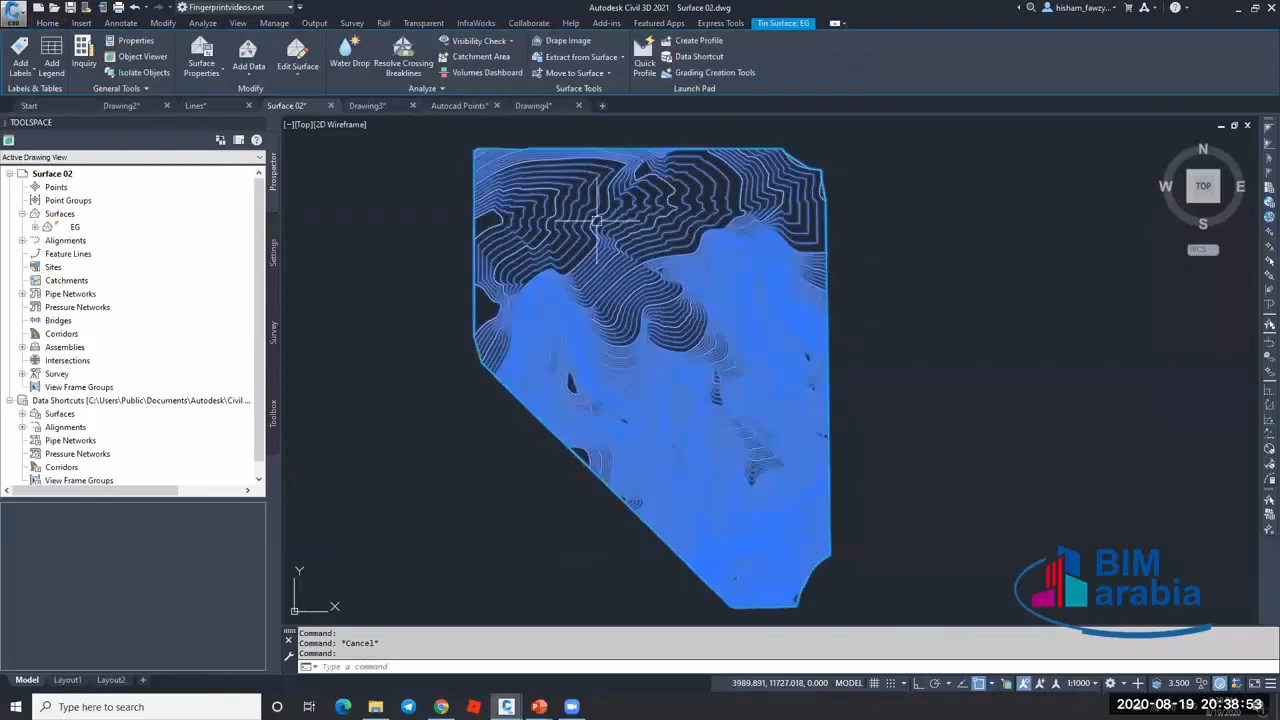 Fingerprintvideos.net
Autodesk Civil 3D 2021 Surface 02.dwg
hisham_fawzy...
Home Insert Annotate Modify Analyze View Manage Output Survey Rail Transparent InfraWorks Collaborate Help Add-ins Featured Apps Express Tools Tin Surface: EG
Add Labels
Add Legend
Inquiry
Properties
Object Viewer
Isolate Objects
Surface Properties
Add Data
Edit Surface
Water Drop
Resolve Crossing Breaklines
Visibility Check
Catchment Area
Volumes Dashboard
Drape Image
Extract from Surface
Move to Surface
Quick Profile
Create Profile
Data Shortcut
Grading Creation Tools
Labels & Tables General Tools Modify Analyze Surface Tools Launch Pad
Start Drawing2* Lines* Surface 02* Drawing3* Autocad Points* Drawing4*
TOOLSPACE
Active Drawing View
Surface 02
Points
Point Groups
Surfaces
EG
Alignments
Feature Lines
Sites
Catchments
Pipe Networks
Pressure Networks
Bridges
Corridors
Assemblies
Intersections
Survey
View Frame Groups
Data Shortcuts [C:\Users\Public\Documents\Autodesk\Civil ...
Surfaces
Alignments
Pipe Networks
Pressure Networks
Corridors
View Frame Groups
Prospector
Settings
Survey
Toolbox
[−][Top][2D Wireframe]
N
W TOP E
S
WCS
Y
X
BIM
arabia
Command:
Command: *Cancel*
Command:
Type a command
Model Layout1 Layout2
3989.891, 11727.018, 0.000 MODEL 1:1000 3.500
Type here to search
2020-08-19 20:38:53